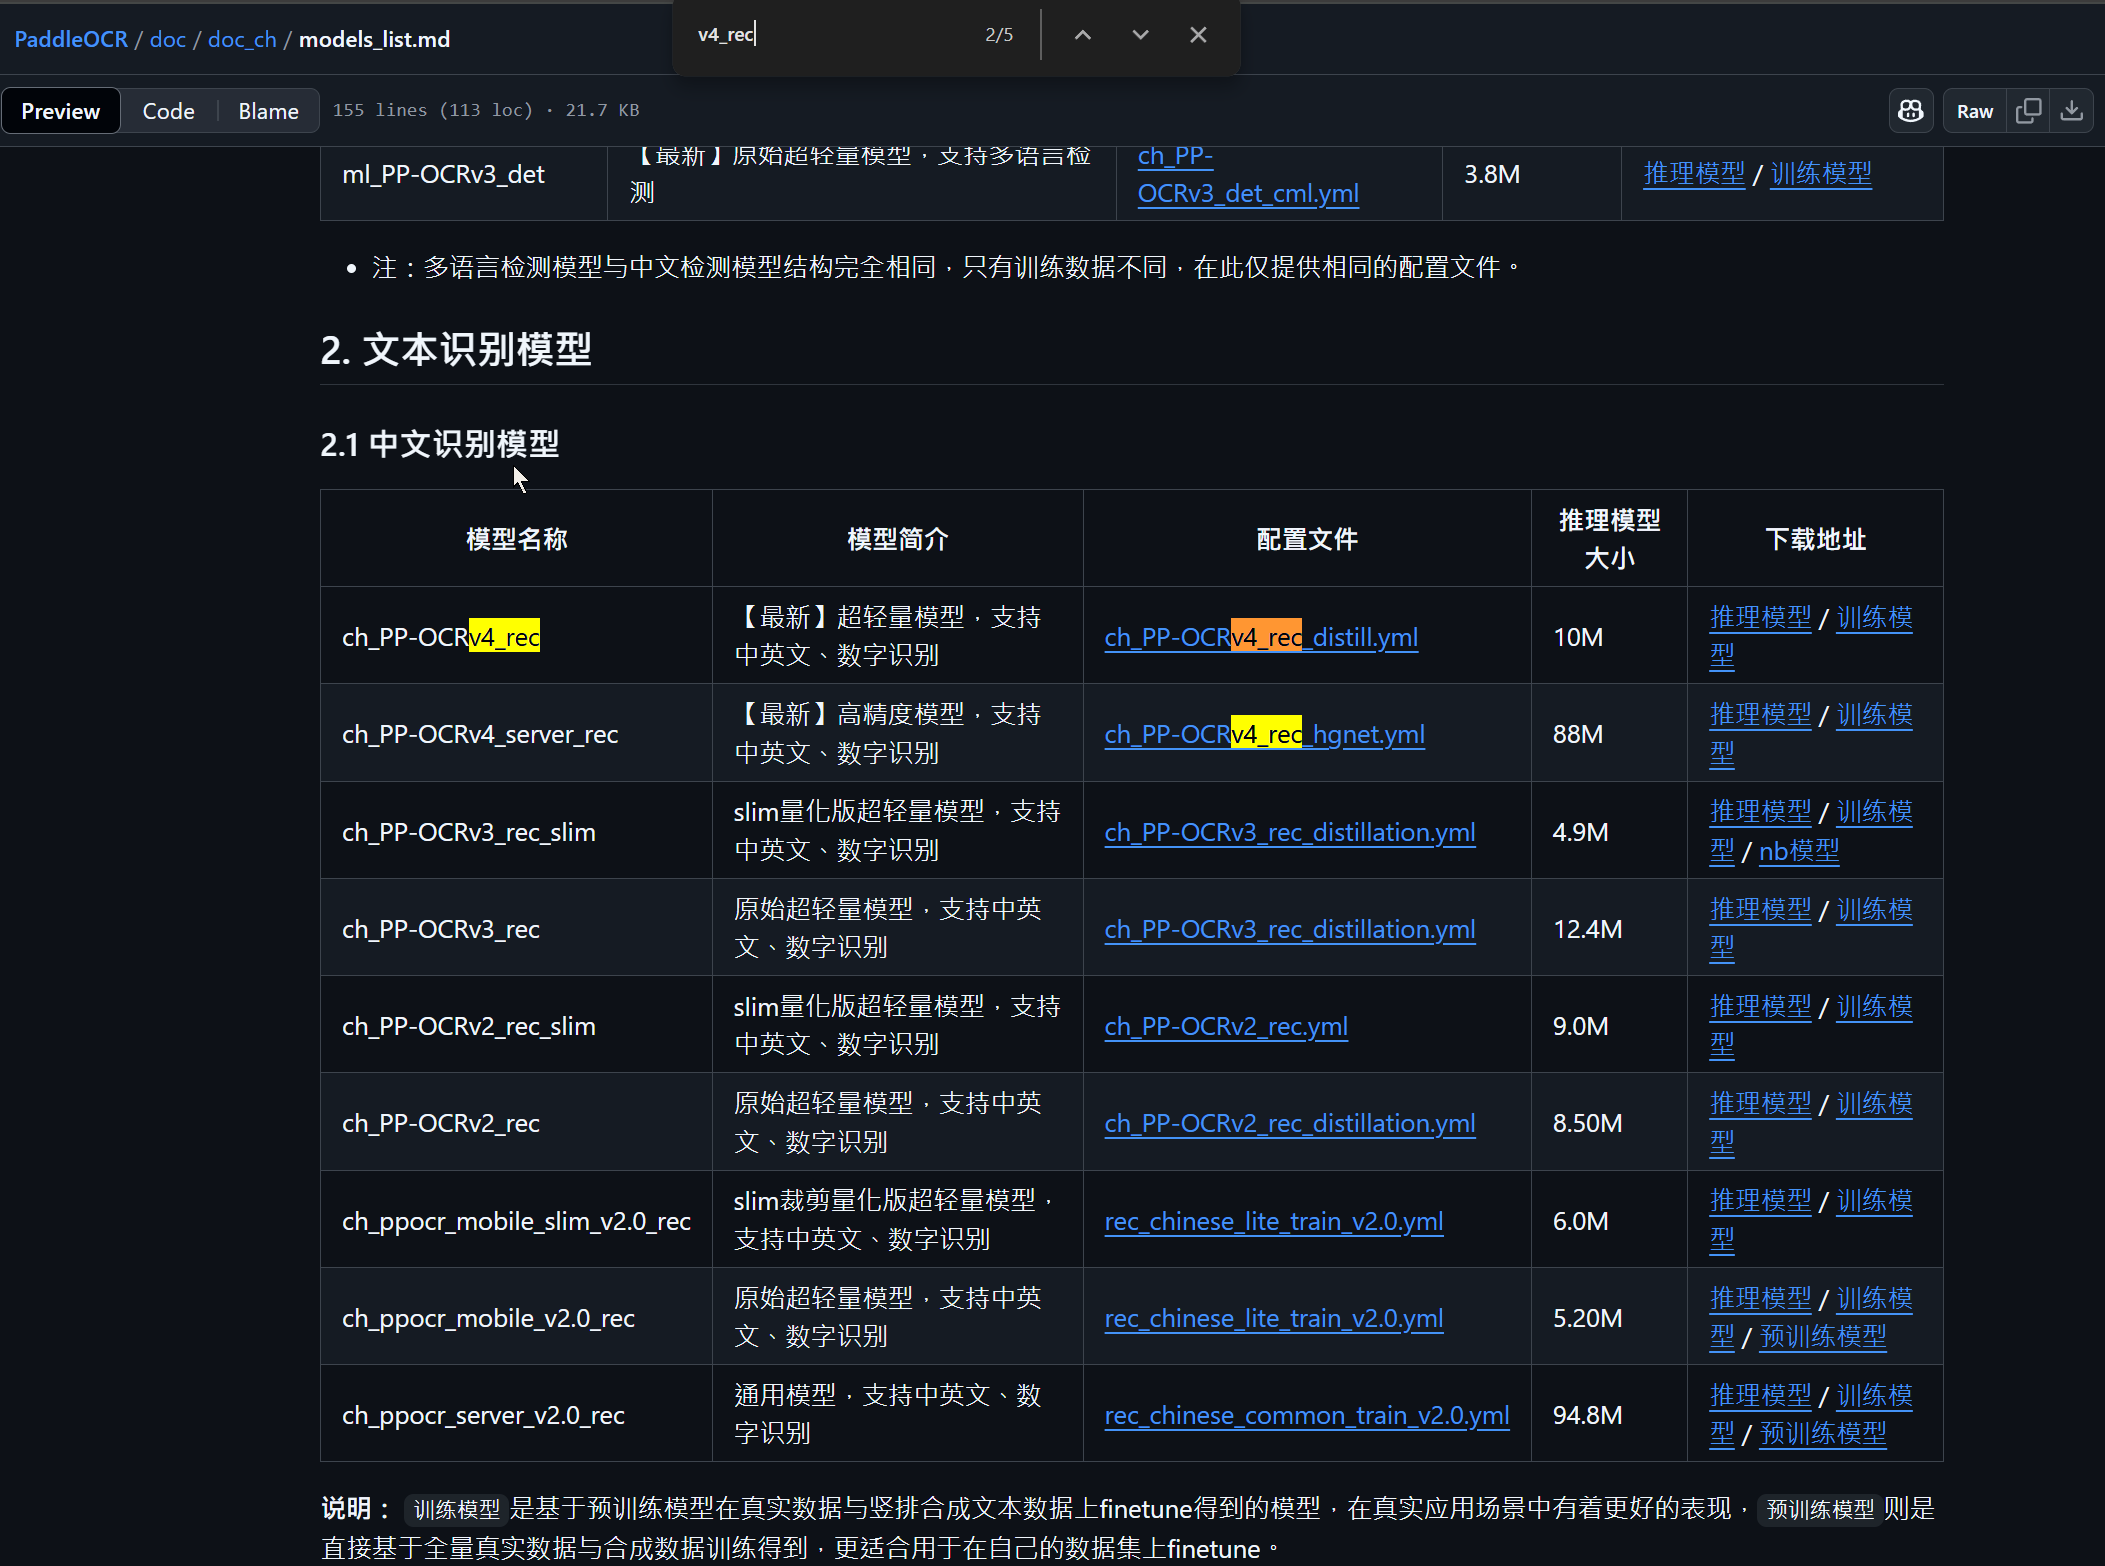 PaddleOCR / doc / doc_ch / models_list.md
v4_rec 2/5
Preview Code Blame 155 lines (113 loc) · 21.7 KB Raw
ml_PP-OCRv3_det
【最新】原始超轻量模型，支持多语言检
测
ch_PP-
OCRv3_det_cml.yml
3.8M
推理模型 / 训练模型
• 注：多语言检测模型与中文检测模型结构完全相同，只有训练数据不同，在此仅提供相同的配置文件。
2. 文本识别模型
2.1 中文识别模型
模型名称 模型简介 配置文件 推理模型
大小
下载地址
ch_PP-OCRv4_rec
【最新】超轻量模型，支持
中英文、数字识别
ch_PP-OCRv4_rec_distill.yml
10M
推理模型 / 训练模
型
ch_PP-OCRv4_server_rec
【最新】高精度模型，支持
中英文、数字识别
ch_PP-OCRv4_rec_hgnet.yml
88M
推理模型 / 训练模
型
ch_PP-OCRv3_rec_slim
slim量化版超轻量模型，支持
中英文、数字识别
ch_PP-OCRv3_rec_distillation.yml
4.9M
推理模型 / 训练模
型 / nb模型
ch_PP-OCRv3_rec
原始超轻量模型，支持中英
文、数字识别
ch_PP-OCRv3_rec_distillation.yml
12.4M
推理模型 / 训练模
型
ch_PP-OCRv2_rec_slim
slim量化版超轻量模型，支持
中英文、数字识别
ch_PP-OCRv2_rec.yml
9.0M
推理模型 / 训练模
型
ch_PP-OCRv2_rec
原始超轻量模型，支持中英
文、数字识别
ch_PP-OCRv2_rec_distillation.yml
8.50M
推理模型 / 训练模
型
ch_ppocr_mobile_slim_v2.0_rec
slim裁剪量化版超轻量模型，
支持中英文、数字识别
rec_chinese_lite_train_v2.0.yml
6.0M
推理模型 / 训练模
型
ch_ppocr_mobile_v2.0_rec
原始超轻量模型，支持中英
文、数字识别
rec_chinese_lite_train_v2.0.yml
5.20M
推理模型 / 训练模
型 / 预训练模型
ch_ppocr_server_v2.0_rec
通用模型，支持中英文、数
字识别
rec_chinese_common_train_v2.0.yml
94.8M
推理模型 / 训练模
型 / 预训练模型
说明： 训练模型是基于预训练模型在真实数据与竖排合成文本数据上finetune得到的模型，在真实应用场景中有着更好的表现，预训练模型则是
直接基于全量真实数据与合成数据训练得到，更适合用于在自己的数据集上finetune。